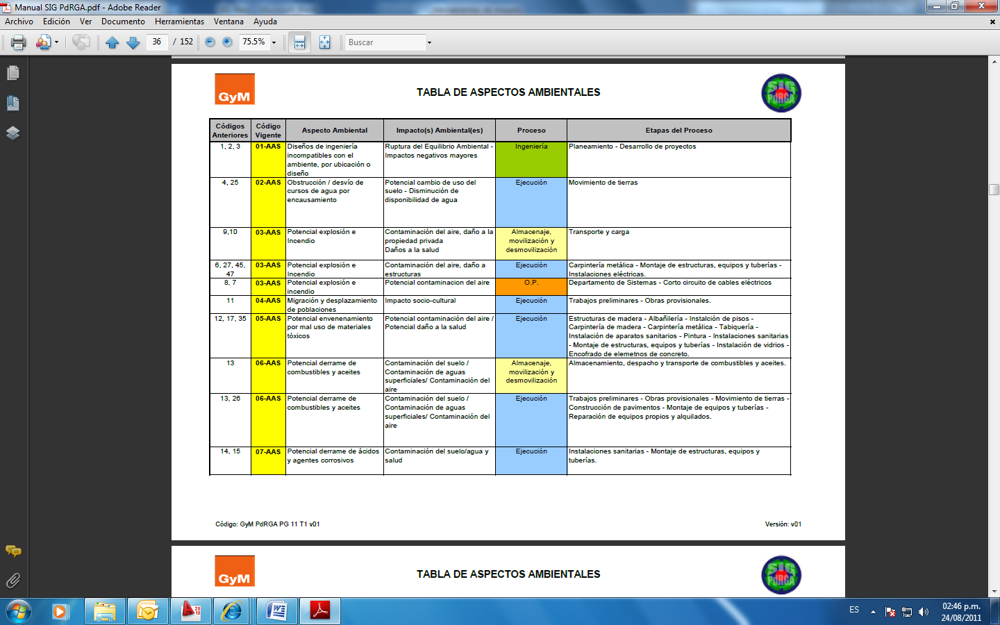 Manual SIG PdRGA.pdf - Adobe Reader
Archivo Edición Ver Documento Herramientas Ventana Ayuda
36 / 152 75.5% Buscar
GyM
TABLA DE ASPECTOS AMBIENTALES
SIG
PdRGA
Códigos Anteriores
Código Vigente
Aspecto Ambiental
Impacto(s) Ambiental(es)
Proceso
Etapas del Proceso
1, 2, 3
01-AAS
Diseños de ingeniería
incompatibles con el
ambiente, por ubicación o
diseño
Ruptura del Equilibrio Ambiental -
Impactos negativos mayores
Ingeniería
Planeamiento - Desarrollo de proyectos
4, 25
02-AAS
Obstrucción / desvío de
cursos de agua por
encausamiento
Potencial cambio de uso del
suelo - Disminución de
disponibilidad de agua
Ejecución
Movimiento de tierras
9,10
03-AAS
Potencial explosión e
Incendio
Contaminación del aire, daño a la
propiedad privada
Daños a la salud
Almacenaje,
movilización y
desmovilización
Transporte y carga
6, 27, 45,
47
03-AAS
Potencial explosión e
Incendio
Contaminación del aire, daño a
estructuras
Ejecución
Carpintería metálica - Montaje de estructuras, equipos y tuberías -
Instalaciones eléctricas.
8, 7
03-AAS
Potencial explosión e
incendio
Potencial contaminacion del aire
O.P.
Departamento de Sistemas - Corto circuito de cables eléctricos
11
04-AAS
Migración y desplazamiento
de poblaciones
Impacto socio-cultural
Ejecución
Trabajos preliminares - Obras provisionales.
12, 17, 35
05-AAS
Potencial envenenamiento
por mal uso de materiales
tóxicos
Potencial contaminación del aire /
Potencial daño a la salud
Ejecución
Estructuras de madera - Albañilería - Instalción de pisos -
Carpintería de madera - Carpintería metálica - Tabiquería -
Instalación de aparatos sanitarios - Pintura - Instalaciones sanitarias
- Montaje de estructuras, equipos y tuberías - Instalación de vidrios -
Encofrado de elemetnos de concreto.
13
06-AAS
Potencial derrame de
combustibles y aceites
Contaminación del suelo /
Contaminación de aguas
superficiales/ Contaminación del
aire
Almacenaje,
movilización y
desmovilización
Almacenamiento, despacho y transporte de combustibles y aceites.
13, 26
06-AAS
Potencial derrame de
combustibles y aceites
Contaminación del suelo /
Contaminación de aguas
superficiales/ Contaminación del
aire
Ejecución
Trabajos preliminares - Obras provisionales - Movimiento de tierras -
Construcción de pavimentos - Montaje de equipos y tuberías -
Reparación de equipos propios y alquilados.
14, 15
07-AAS
Potencial derrame de ácidos
y agentes corrosivos
Contaminación del suelo/agua y
salud
Ejecución
Instalaciones sanitarias - Montaje de estructuras, equipos y
tuberías.
Código: GyM PdRGA PG 11 T1 v01
Versión: v01
GyM
TABLA DE ASPECTOS AMBIENTALES
SIG
PdRGA
ES
02:46 p.m.
24/08/2011